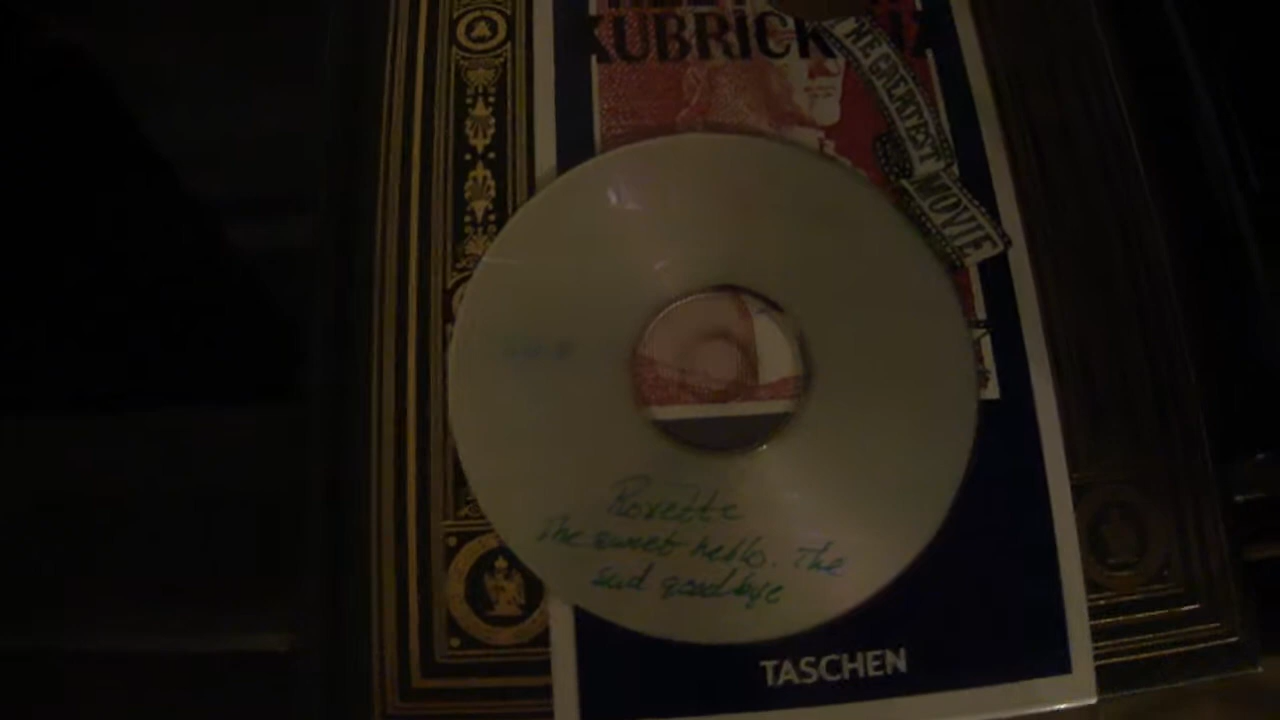 KUBRICK
THE GREATEST
MOVIE
Roxette
The sweet hello. The
sad goodbye
TASCHEN